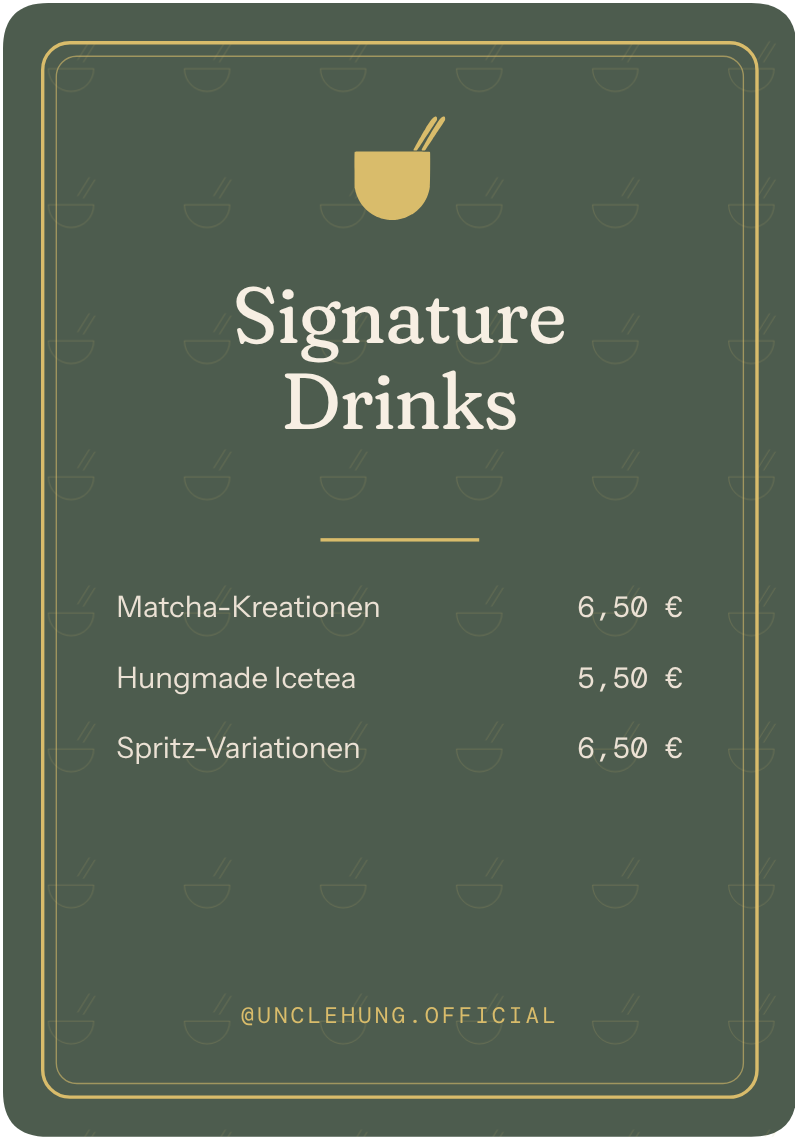 Signature
Drinks
Matcha-Kreationen 6,50 €
Hungmade Icetea 5,50 €
Spritz-Variationen 6,50 €
@UNCLEHUNG.OFFICIAL